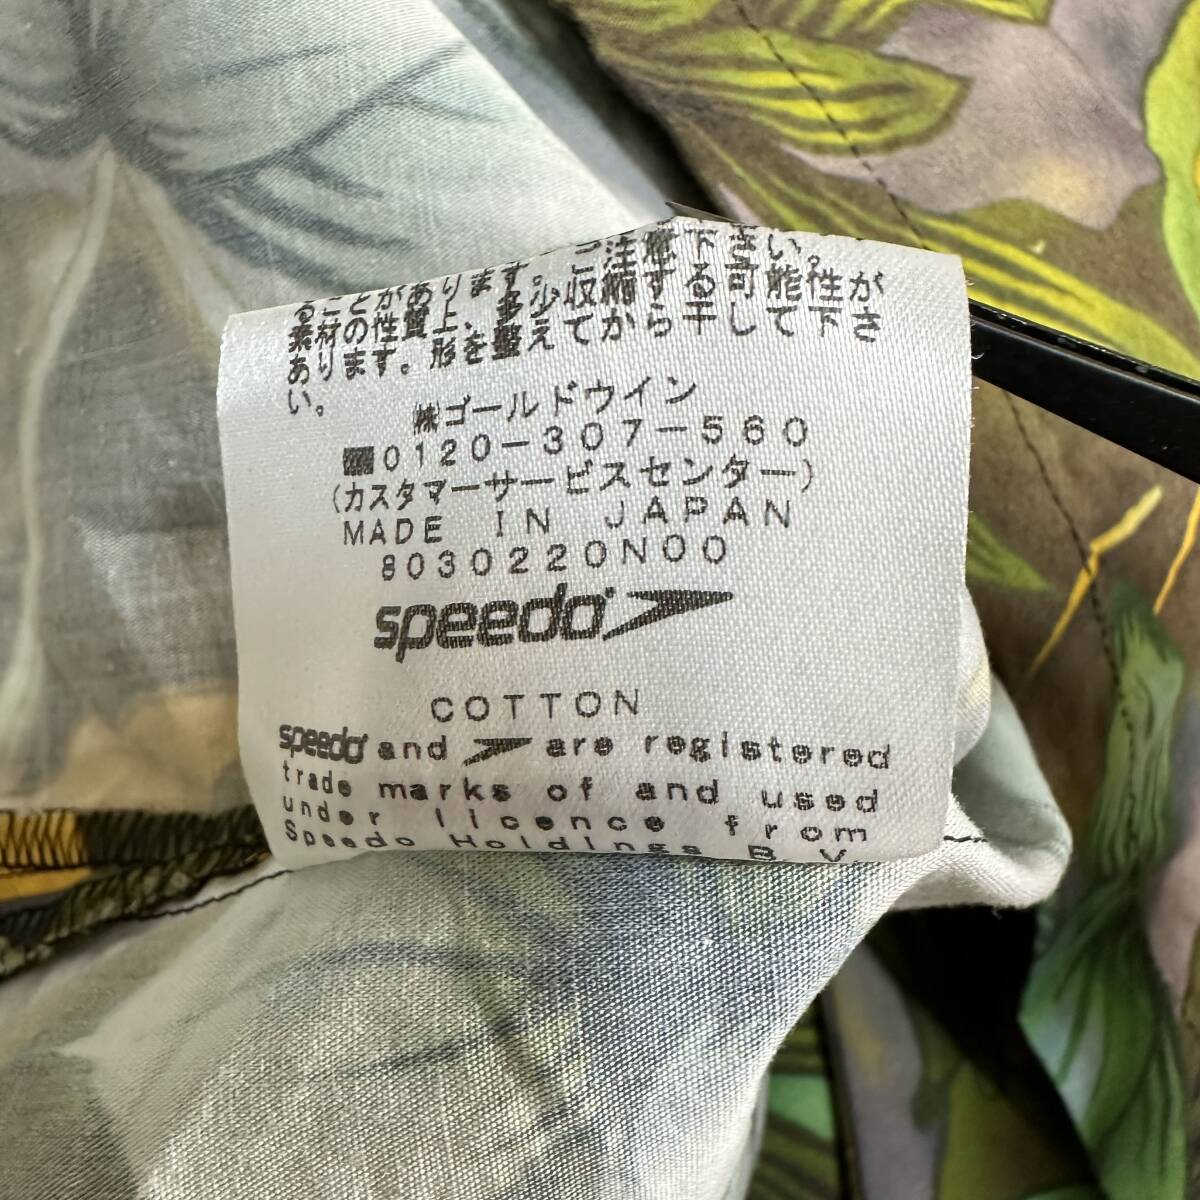 ご注意下さい。
ることがあります。
素材の性質上、多少収縮する可能性が
あります。形を整えてから干して下さ
い。
㈱ゴールドウイン
0120-307-560
(カスタマーサービスセンター)
MADE IN JAPAN
8030220N00
speedo
COTTON
speedo and are registered
trade marks of and used
under licence from
Speedo Holdings B.V.